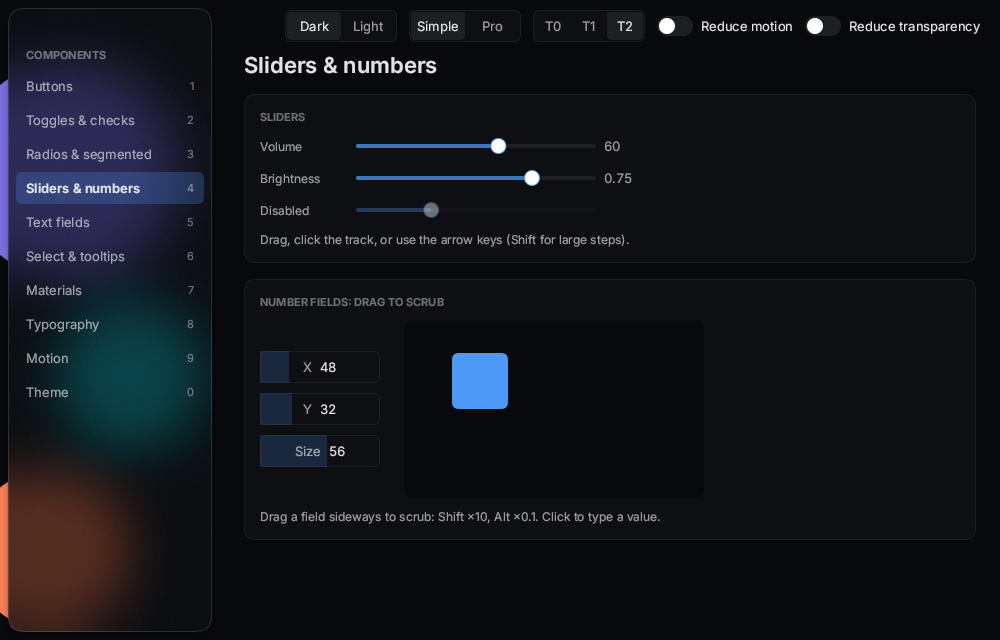 Dark Light Simple Pro T0 T1 T2 Reduce motion Reduce transparency
COMPONENTS
Buttons 1
Toggles & checks 2
Radios & segmented 3
Sliders & numbers 4
Text fields 5
Select & tooltips 6
Materials 7
Typography 8
Motion 9
Theme 0
Sliders & numbers
SLIDERS
Volume 60
Brightness 0.75
Disabled
Drag, click the track, or use the arrow keys (Shift for large steps).
NUMBER FIELDS: DRAG TO SCRUB
X 48
Y 32
Size 56
Drag a field sideways to scrub: Shift ×10, Alt ×0.1. Click to type a value.